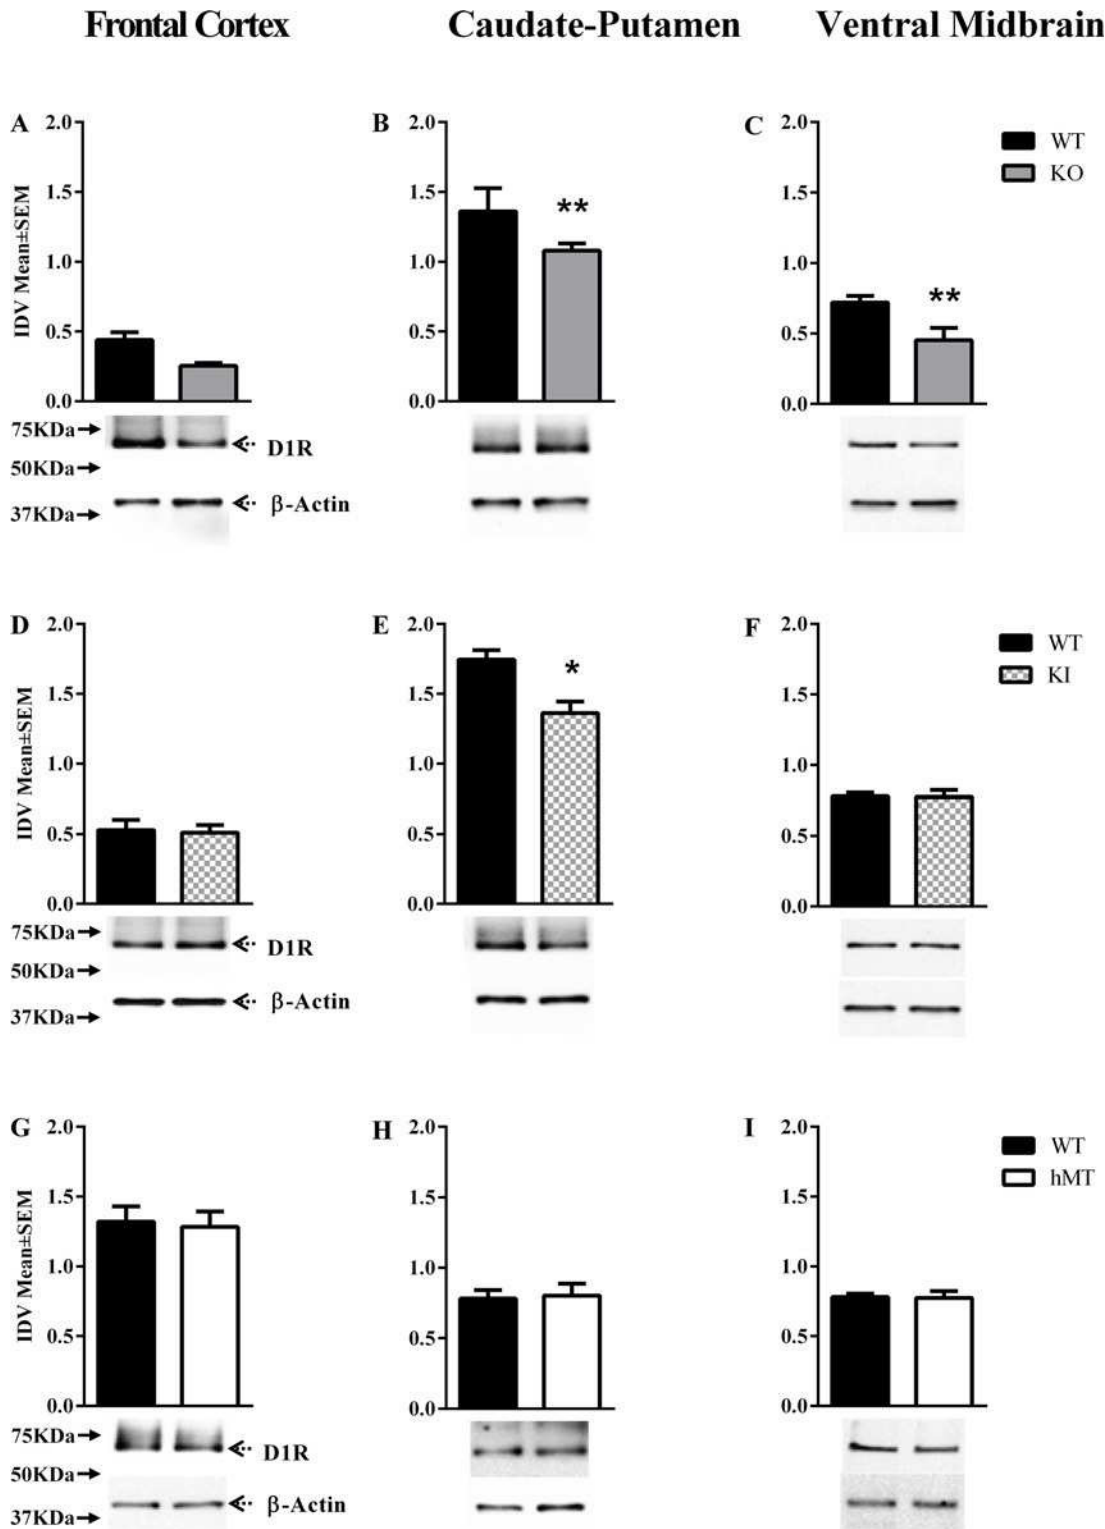 Frontal Cortex Caudate-Putamen Ventral Midbrain
A 2.0 1.5 1.0 0.5 0.0
IDV Mean±SEM
B 2.0 1.5 1.0 0.5 0.0
**
C 2.0 1.5 1.0 0.5 0.0
**
WT
KO
75KDa
D1R
50KDa
β-Actin
37KDa
D 2.0 1.5 1.0 0.5 0.0
IDV Mean±SEM
E 2.0 1.5 1.0 0.5 0.0
*
F 2.0 1.5 1.0 0.5 0.0
WT
KI
75KDa
D1R
50KDa
β-Actin
37KDa
G 2.0 1.5 1.0 0.5 0.0
IDV Mean±SEM
H 2.0 1.5 1.0 0.5 0.0
I 2.0 1.5 1.0 0.5 0.0
WT
hMT
75KDa
D1R
50KDa
β-Actin
37KDa